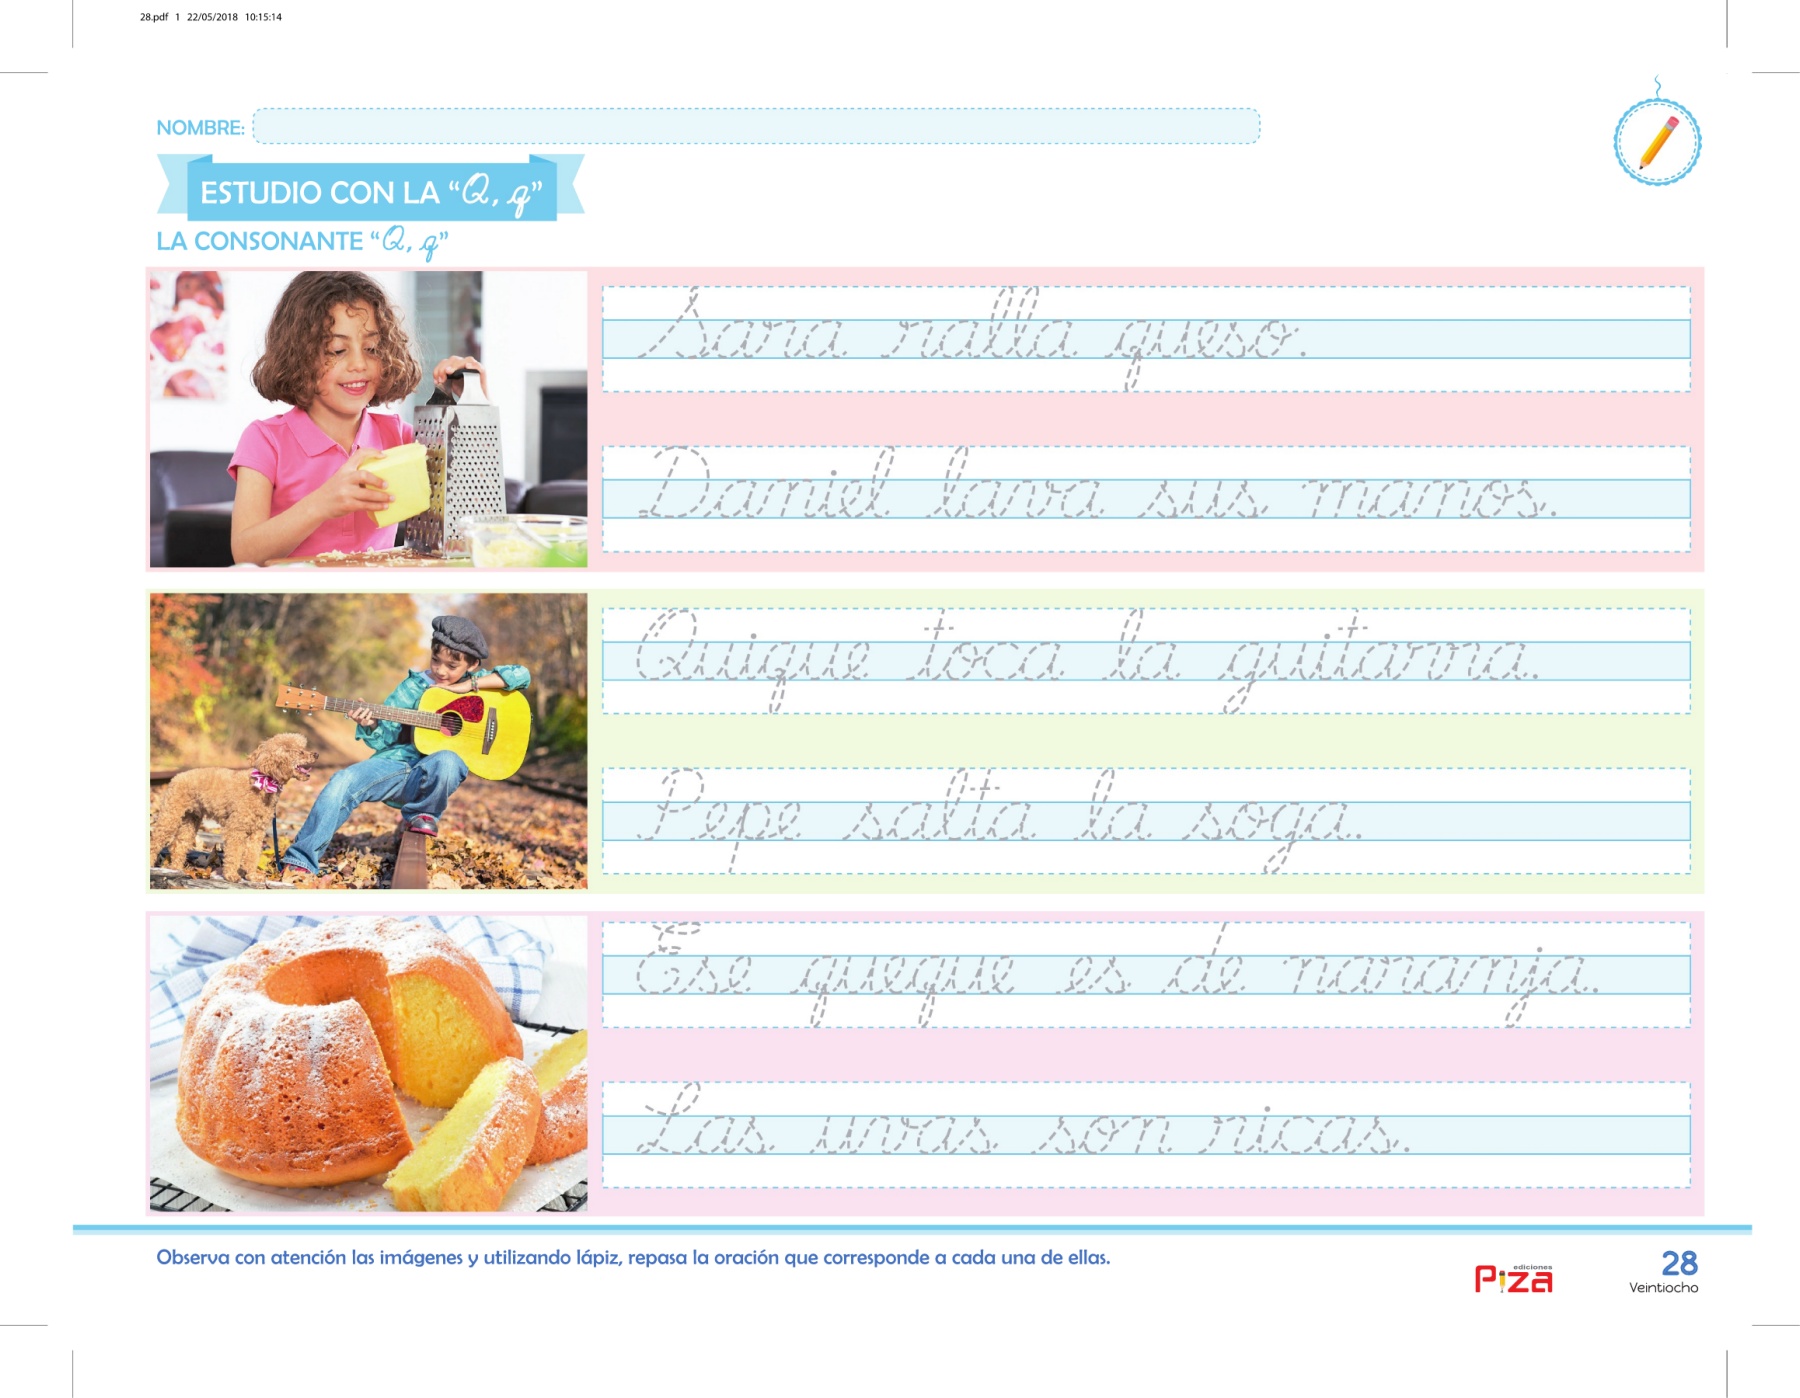 28.pdf 1 22/05/2018 10:15:14
NOMBRE:
ESTUDIO CON LA “Q, q”
LA CONSONANTE “Q, q”
Sara ralla queso.
Daniel lava sus manos.
Quique toca la guitarra.
Pepe salta la soga.
Ese queque es de naranja.
Las uvas son ricas.
Observa con atención las imágenes y utilizando lápiz, repasa la oración que corresponde a cada una de ellas.
ediciones
Piza
28
Veintiocho